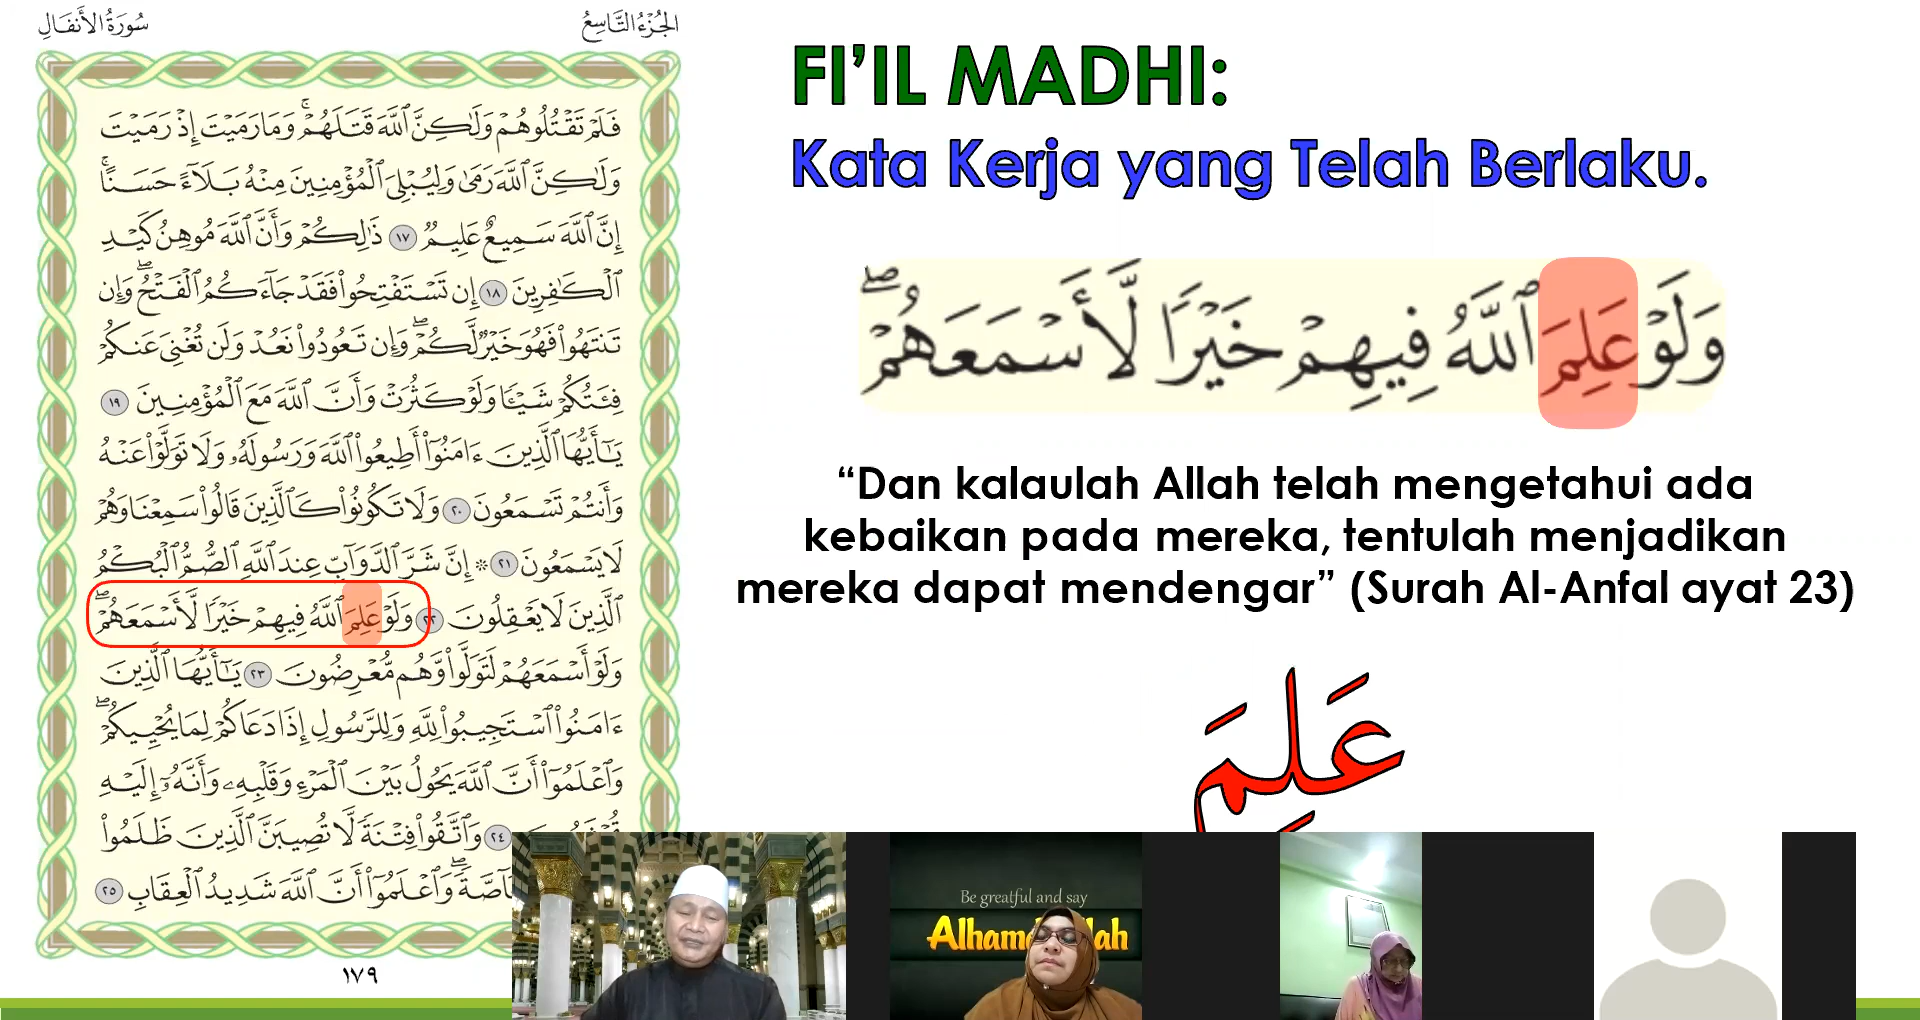 سُورَةُ الأَنفَالِ
الجُزْءُ التَّاسِعُ
فَلَمْ تَقْتُلُوهُمْ وَلَٰكِنَّ ٱللَّهَ قَتَلَهُمْ ۚ وَمَا رَمَيْتَ إِذْ رَمَيْتَ
وَلَٰكِنَّ ٱللَّهَ رَمَىٰ وَلِيُبْلِيَ ٱلْمُؤْمِنِينَ مِنْهُ بَلَآءً حَسَنًا ۚ
إِنَّ ٱللَّهَ سَمِيعٌ عَلِيمٌ ١٧ ذَٰلِكُمْ وَأَنَّ ٱللَّهَ مُوهِنُ كَيْدِ
ٱلْكَٰفِرِينَ ١٨ إِن تَسْتَفْتِحُوا۟ فَقَدْ جَآءَكُمُ ٱلْفَتْحُ ۖ وَإِن
تَنتَهُوا۟ فَهُوَ خَيْرٌ لَّكُمْ ۖ وَإِن تَعُودُوا۟ نَعُدْ وَلَن تُغْنِيَ عَنكُمْ
فِئَتُكُمْ شَيْـًٔا وَلَوْ كَثُرَتْ وَأَنَّ ٱللَّهَ مَعَ ٱلْمُؤْمِنِينَ ١٩
يَٰٓأَيُّهَا ٱلَّذِينَ ءَامَنُوٓا۟ أَطِيعُوا۟ ٱللَّهَ وَرَسُولَهُۥ وَلَا تَوَلَّوْا۟ عَنْهُ
وَأَنتُمْ تَسْمَعُونَ ٢٠ وَلَا تَكُونُوا۟ كَٱلَّذِينَ قَالُوا۟ سَمِعْنَا وَهُمْ
لَا يَسْمَعُونَ ٢١ ۞ إِنَّ شَرَّ ٱلدَّوَآبِّ عِندَ ٱللَّهِ ٱلصُّمُّ ٱلْبُكْمُ
ٱلَّذِينَ لَا يَعْقِلُونَ ٢٢ وَلَوْ عَلِمَ ٱللَّهُ فِيهِمْ خَيْرًا لَّأَسْمَعَهُمْ ۖ
وَلَوْ أَسْمَعَهُمْ لَتَوَلَّوا۟ وَّهُم مُّعْرِضُونَ ٢٣ يَٰٓأَيُّهَا ٱلَّذِينَ
ءَامَنُوا۟ ٱسْتَجِيبُوا۟ لِلَّهِ وَلِلرَّسُولِ إِذَا دَعَاكُمْ لِمَا يُحْيِيكُمْ ۖ
وَٱعْلَمُوٓا۟ أَنَّ ٱللَّهَ يَحُولُ بَيْنَ ٱلْمَرْءِ وَقَلْبِهِۦ وَأَنَّهُۥٓ إِلَيْهِ
٢٤ وَٱتَّقُوا۟ فِتْنَةً لَّا تُصِيبَنَّ ٱلَّذِينَ ظَلَمُوا۟
وَٱعْلَمُوٓا۟ أَنَّ ٱللَّهَ شَدِيدُ ٱلْعِقَابِ ٢٥
١٧٩
FI'IL MADHI:
Kata Kerja yang Telah Berlaku.
وَلَوْ عَلِمَ ٱللَّهُ فِيهِمْ خَيْرًا لَّأَسْمَعَهُمْ ۖ
“Dan kalaulah Allah telah mengetahui ada
kebaikan pada mereka, tentulah menjadikan
mereka dapat mendengar” (Surah Al-Anfal ayat 23)
عَلِمَ
Be greatful and say